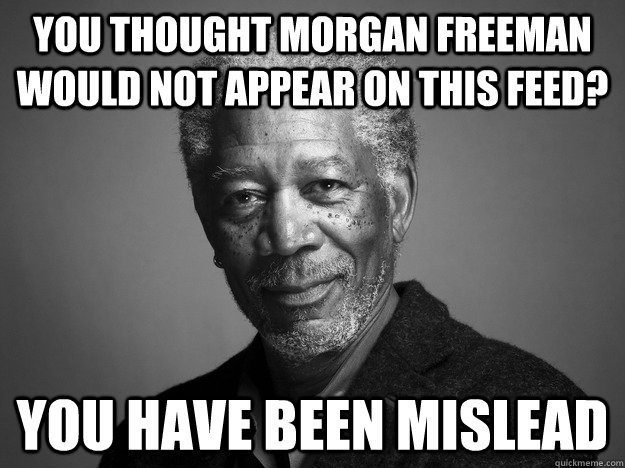 YOU THOUGHT MORGAN FREEMAN
WOULD NOT APPEAR ON THIS FEED?
YOU HAVE BEEN MISLEAD
quickmeme.com